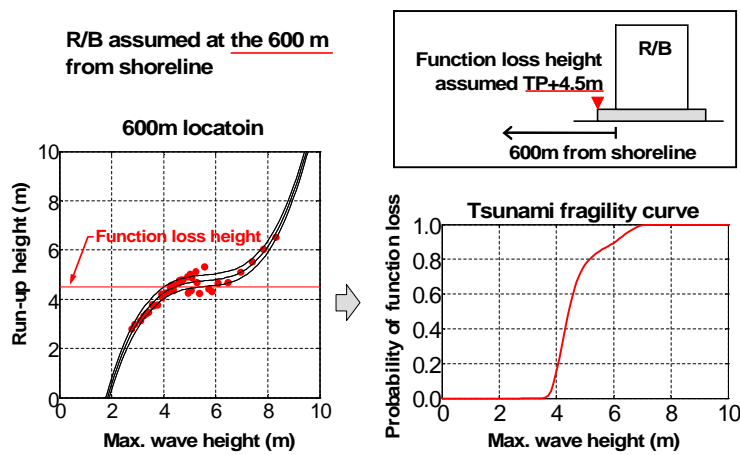 R/B assumed at the 600 m
from shoreline
Function loss height
assumed TP+4.5m
R/B
600m from shoreline
600m locatoin
Run-up height (m)
10
8
6
4
2
0
Function loss height
0 2 4 6 8 10
Max. wave height (m)
Tsunami fragility curve
Probability of function loss
1.0
0.8
0.6
0.4
0.2
0.0
0 2 4 6 8 10
Max. wave height (m)